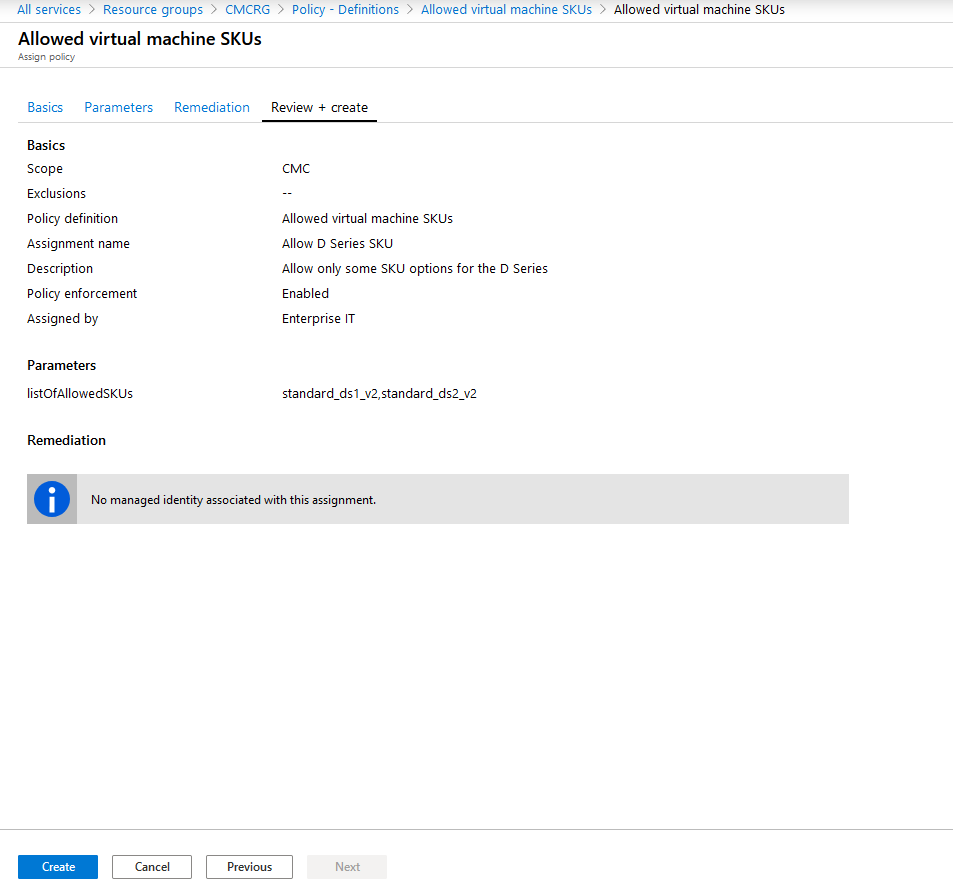 All services > Resource groups > CMCRG > Policy - Definitions > Allowed virtual machine SKUs > Allowed virtual machine SKUs
Allowed virtual machine SKUs
Assign policy
Basics Parameters Remediation Review + create
Basics
Scope CMC
Exclusions --
Policy definition Allowed virtual machine SKUs
Assignment name Allow D Series SKU
Description Allow only some SKU options for the D Series
Policy enforcement Enabled
Assigned by Enterprise IT
Parameters
listOfAllowedSKUs standard_ds1_v2,standard_ds2_v2
Remediation
No managed identity associated with this assignment.
Create Cancel Previous Next